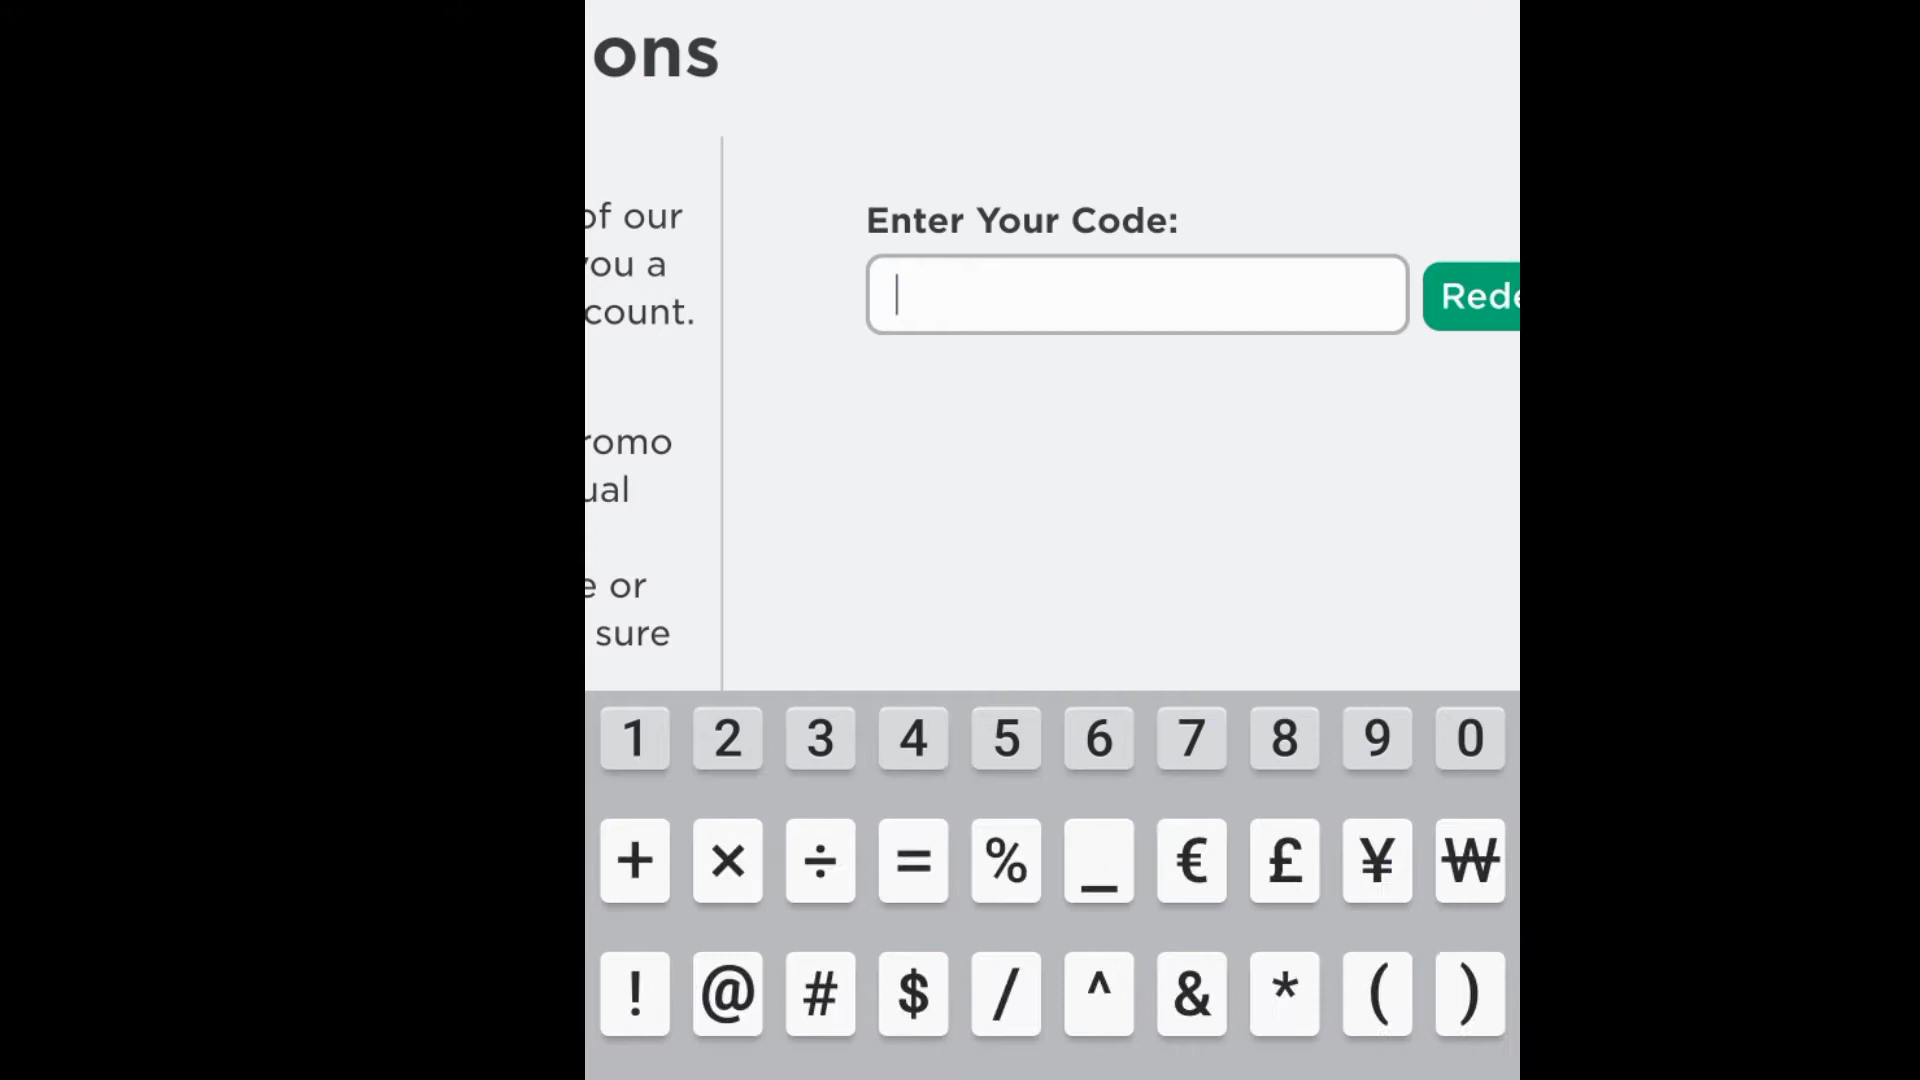 ons
of our
you a
count.
romo
ual
e or
sure
Enter Your Code:
Rede
1 2 3 4 5 6 7 8 9 0
+ × ÷ = % _ € £ ¥ ₩
! @ # $ / ^ & * ( )